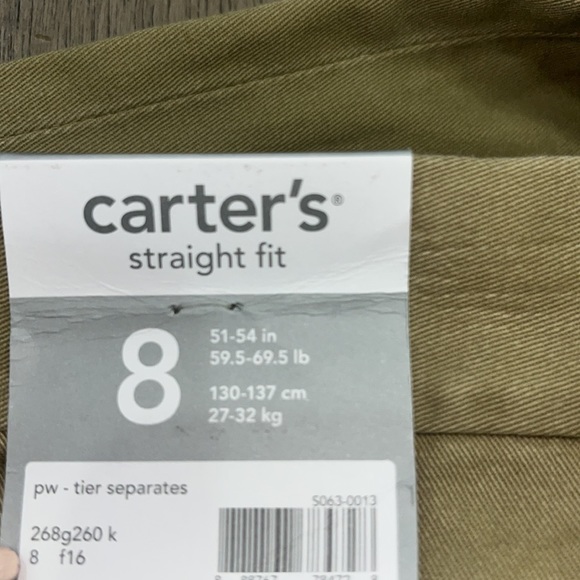 carter's®
straight fit
8
51-54 in
59.5-69.5 lb
130-137 cm
27-32 kg
pw - tier separates
5063-0013
268g260 k
8 f16